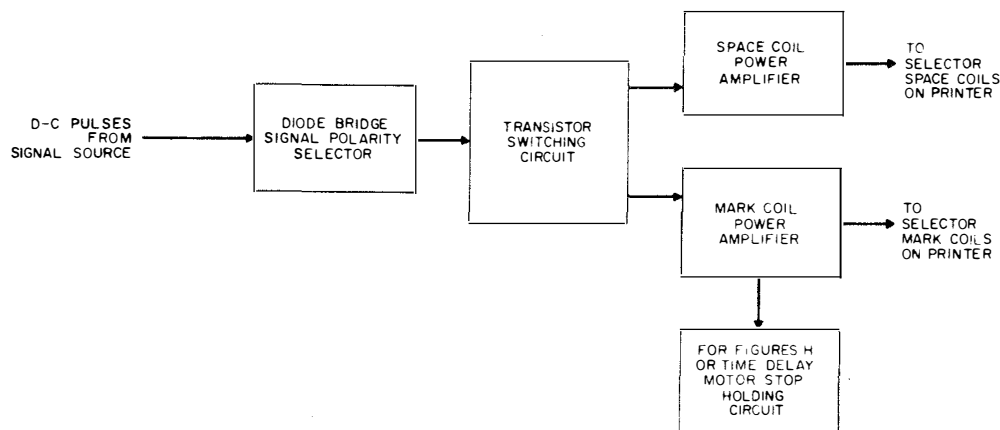 D-C PULSES
FROM
SIGNAL SOURCE
DIODE BRIDGE
SIGNAL POLARITY
SELECTOR
TRANSISTOR
SWITCHING
CIRCUIT
SPACE COIL
POWER
AMPLIFIER
TO
SELECTOR
SPACE COILS
ON PRINTER
MARK COIL
POWER
AMPLIFIER
TO
SELECTOR
MARK COILS
ON PRINTER
FOR FIGURES H
OR TIME DELAY
MOTOR STOP
HOLDING
CIRCUIT